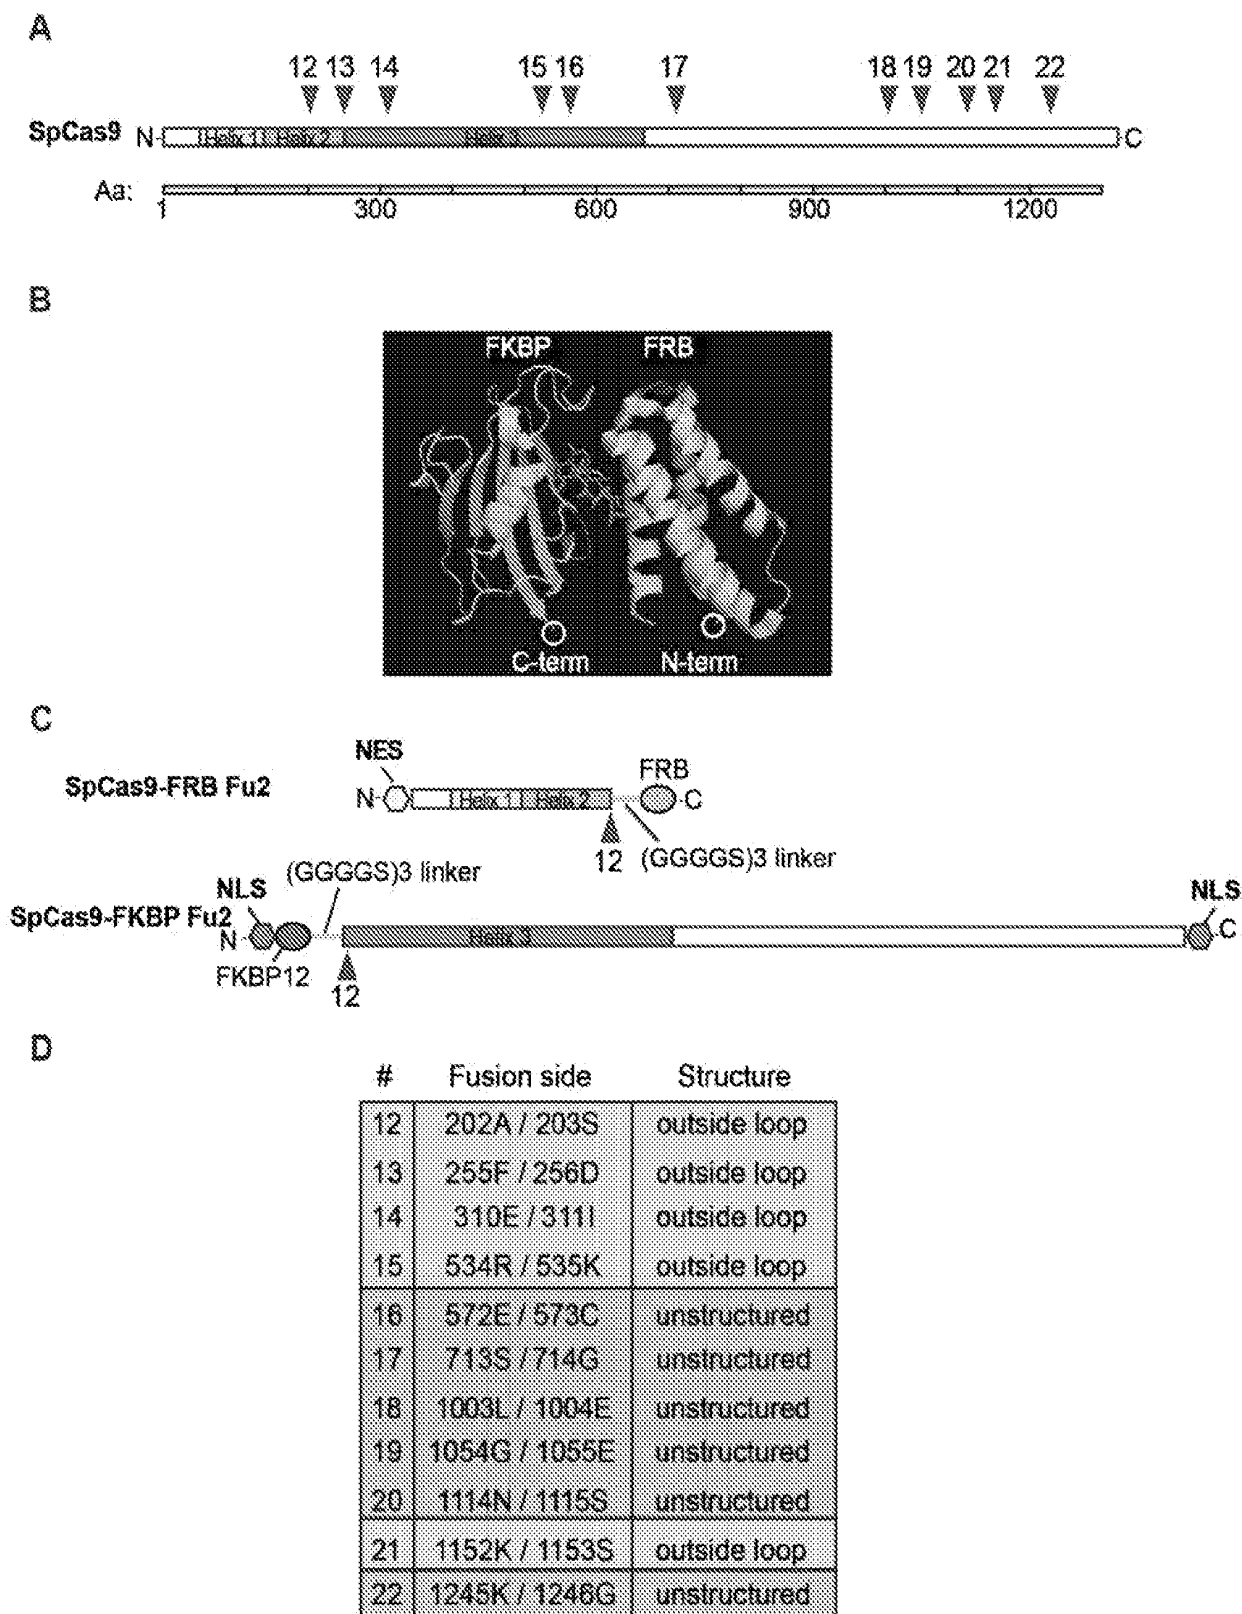 A
12 13 14 15 16 17 18 19 20 21 22
SpCas9 N Helix 1 Helix 2 Helix 3 C
Aa:
1 300 600 900 1200
B
FKBP FRB
C-term N-term
C
NES
SpCas9-FRB Fu2
FRB
N Helix 1 Helix 2 C
12 (GGGGS)3 linker
(GGGGS)3 linker
NLS NLS
SpCas9-FKBP Fu2
N Helix 3 C
FKBP12
12
D
# Fusion side Structure
12 202A / 203S outside loop
13 255F / 256D outside loop
14 310E / 311I outside loop
15 534R / 535K outside loop
16 572E / 573C unstructured
17 713S / 714G unstructured
18 1003L / 1004E unstructured
19 1054G / 1055E unstructured
20 1114N / 1115S unstructured
21 1152K / 1153S outside loop
22 1245K / 1246G unstructured